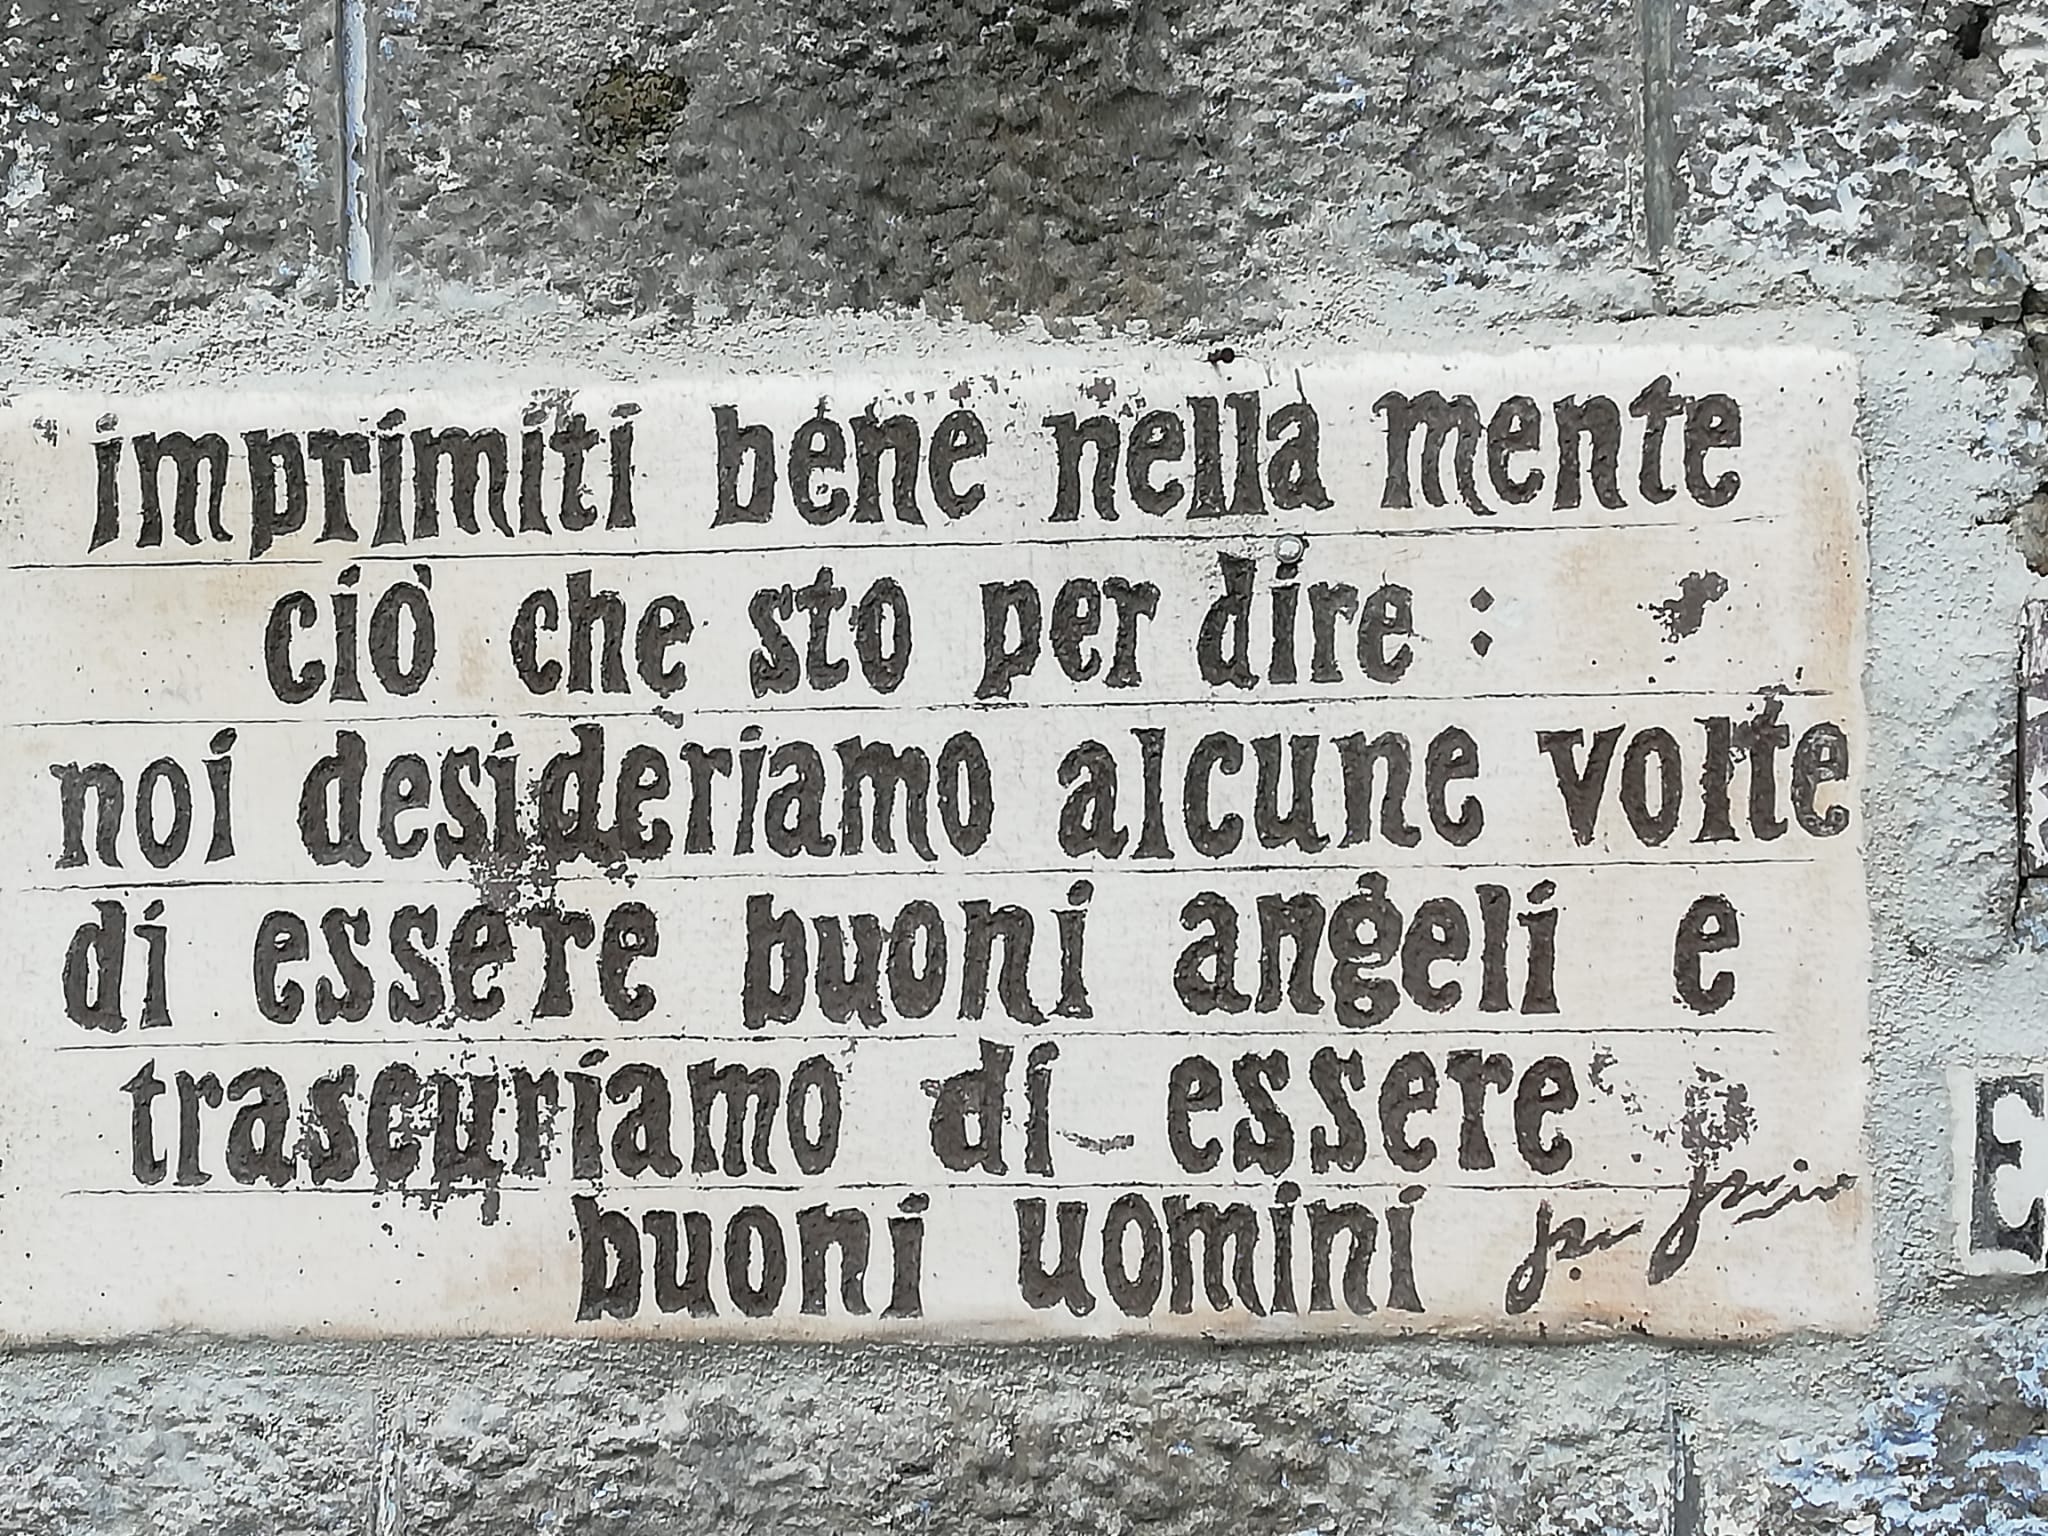 imprimiti bene nella mente
ciò che sto per dire :
noi desideriamo alcune volte
di essere buoni angeli e
trascuriamo di essere
buoni uomini
E